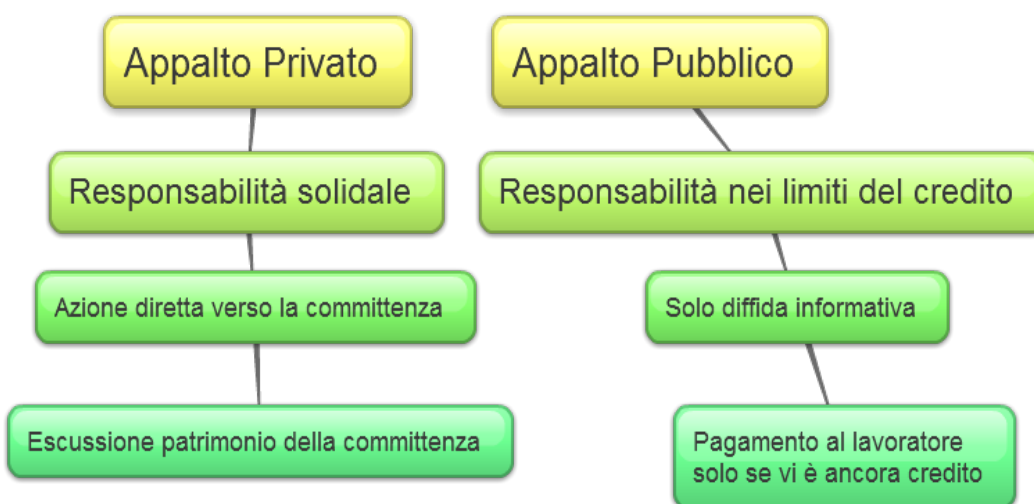 Appalto Privato
Appalto Pubblico
Responsabilità solidale
Responsabilità nei limiti del credito
Azione diretta verso la committenza
Solo diffida informativa
Escussione patrimonio della committenza
Pagamento al lavoratore
solo se vi è ancora credito